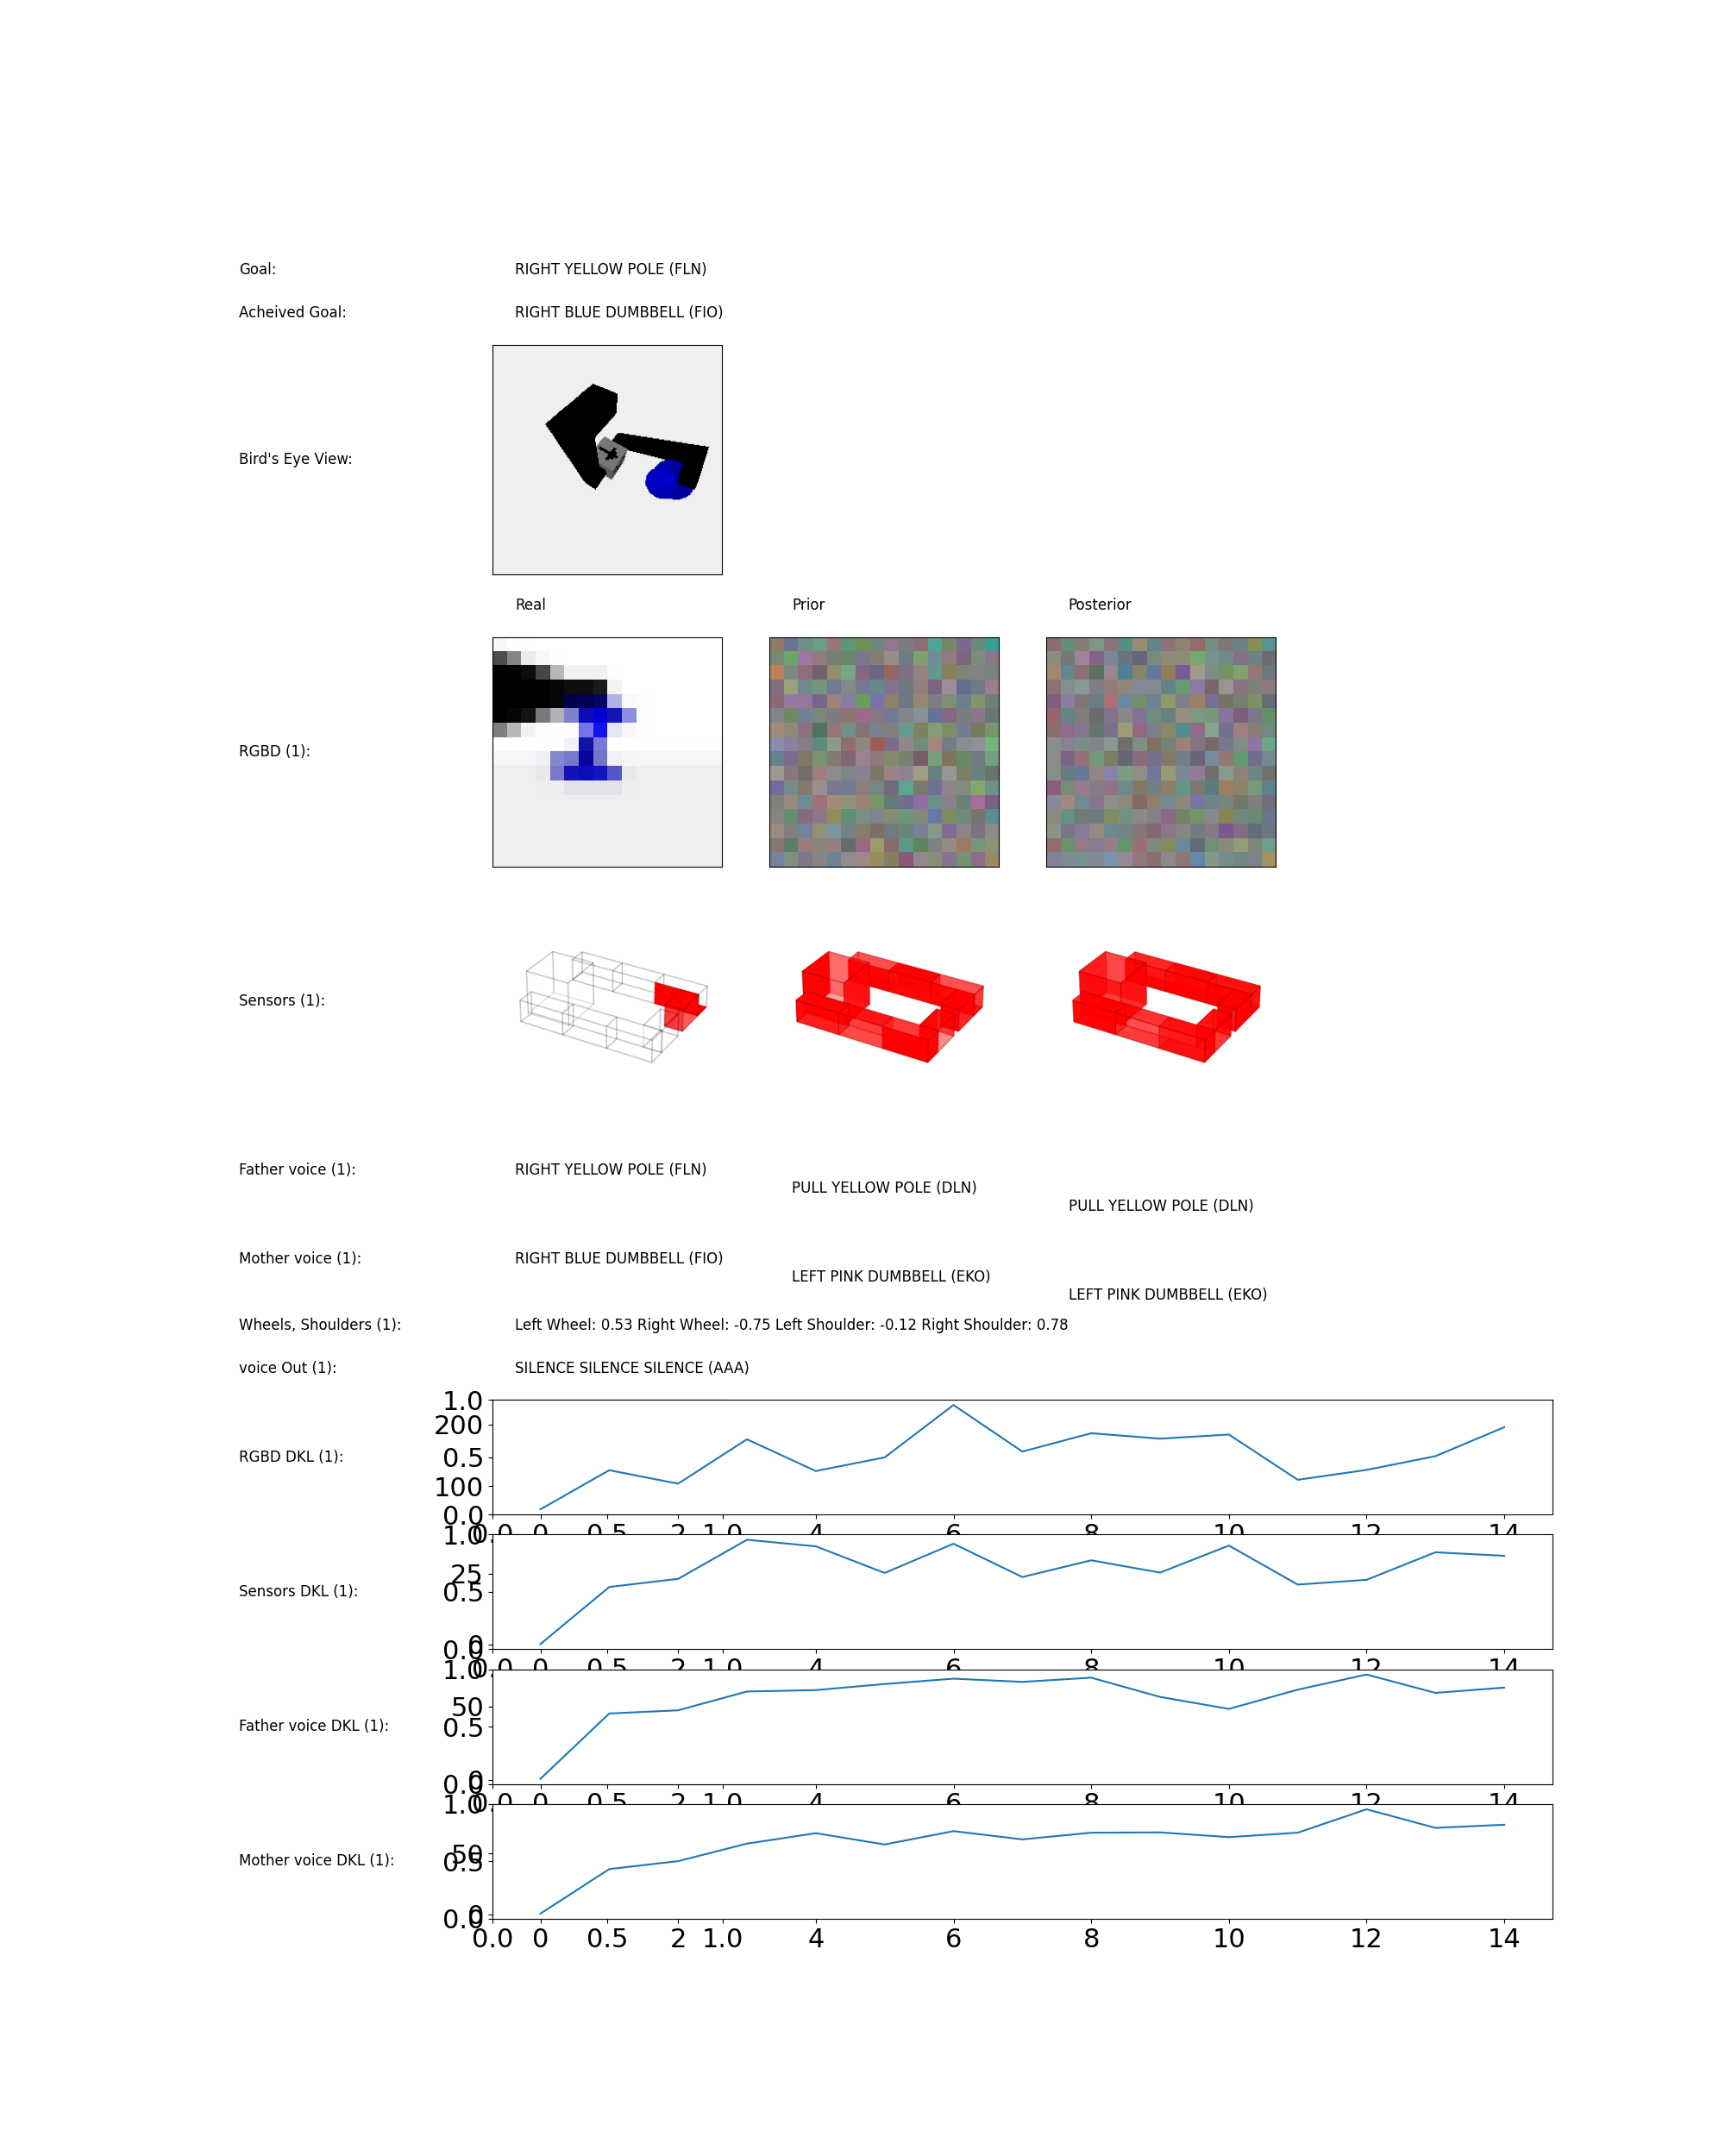 Goal: RIGHT YELLOW POLE (FLN)
Acheived Goal: RIGHT BLUE DUMBBELL (FIO)
Bird's Eye View:
Real Prior Posterior
RGBD (1):
Sensors (1):
Father voice (1): RIGHT YELLOW POLE (FLN)
PULL YELLOW POLE (DLN)
PULL YELLOW POLE (DLN)
Mother voice (1): RIGHT BLUE DUMBBELL (FIO)
LEFT PINK DUMBBELL (EKO)
LEFT PINK DUMBBELL (EKO)
Wheels, Shoulders (1): Left Wheel: 0.53 Right Wheel: -0.75 Left Shoulder: -0.12 Right Shoulder: 0.78
voice Out (1): SILENCE SILENCE SILENCE (AAA)
1.0
200
RGBD DKL (1): 0.5
100
0.0
0.0 0 0.5 2 1.0 4 6 8 10 12 14
1.0
25
Sensors DKL (1): 0.5
0
0.0
0.0 0 0.5 2 1.0 4 6 8 10 12 14
1.0
50
Father voice DKL (1): 0.5
0
0.0
0.0 0 0.5 2 1.0 4 6 8 10 12 14
1.0
50
Mother voice DKL (1): 0.5
0
0.0
0.0 0 0.5 2 1.0 4 6 8 10 12 14